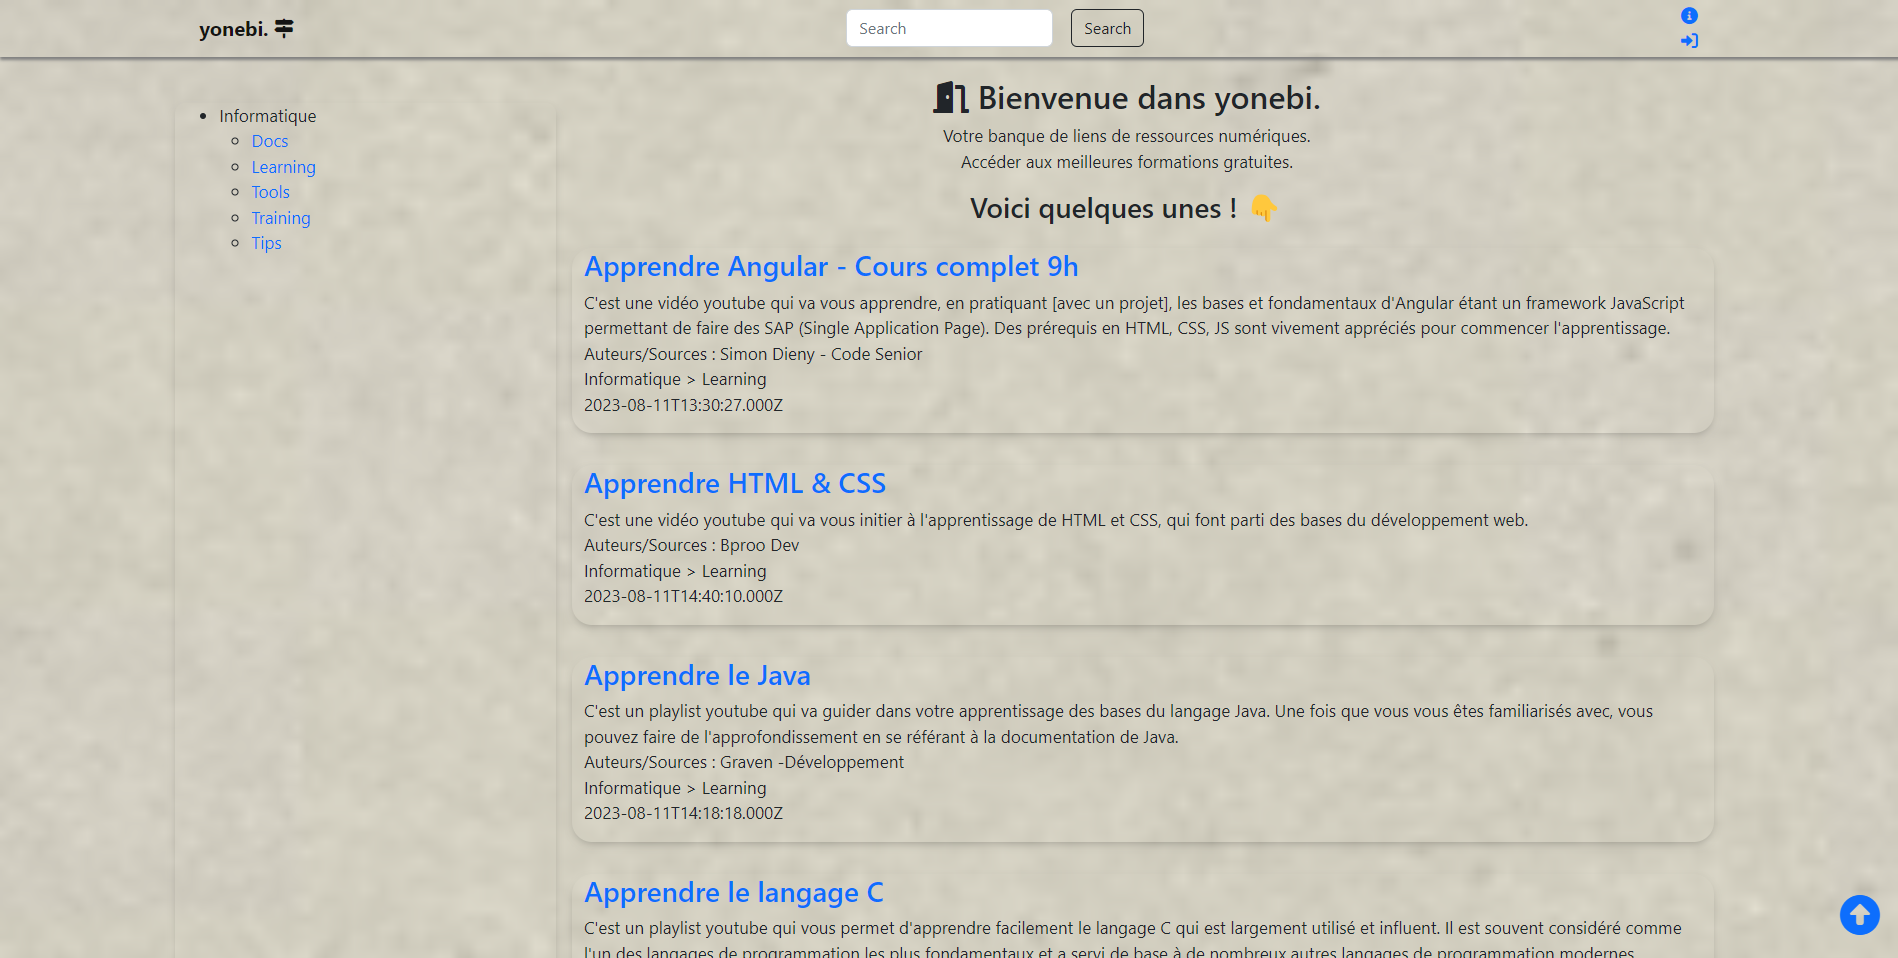 yonebi.
Search
Search
Informatique
Docs
Learning
Tools
Training
Tips
Bienvenue dans yonebi.
Votre banque de liens de ressources numériques.
Accéder aux meilleures formations gratuites.
Voici quelques unes ! 👇
Apprendre Angular - Cours complet 9h
C'est une vidéo youtube qui va vous apprendre, en pratiquant [avec un projet], les bases et fondamentaux d'Angular étant un framework JavaScript
permettant de faire des SAP (Single Application Page). Des prérequis en HTML, CSS, JS sont vivement appréciés pour commencer l'apprentissage.
Auteurs/Sources : Simon Dieny - Code Senior
Informatique > Learning
2023-08-11T13:30:27.000Z
Apprendre HTML & CSS
C'est une vidéo youtube qui va vous initier à l'apprentissage de HTML et CSS, qui font parti des bases du développement web.
Auteurs/Sources : Bproo Dev
Informatique > Learning
2023-08-11T14:40:10.000Z
Apprendre le Java
C'est un playlist youtube qui va guider dans votre apprentissage des bases du langage Java. Une fois que vous vous êtes familiarisés avec, vous
pouvez faire de l'approfondissement en se référant à la documentation de Java.
Auteurs/Sources : Graven -Développement
Informatique > Learning
2023-08-11T14:18:18.000Z
Apprendre le langage C
C'est un playlist youtube qui vous permet d'apprendre facilement le langage C qui est largement utilisé et influent. Il est souvent considéré comme
l'un des langages de programmation les plus fondamentaux et a servi de base à de nombreux autres langages de programmation modernes.